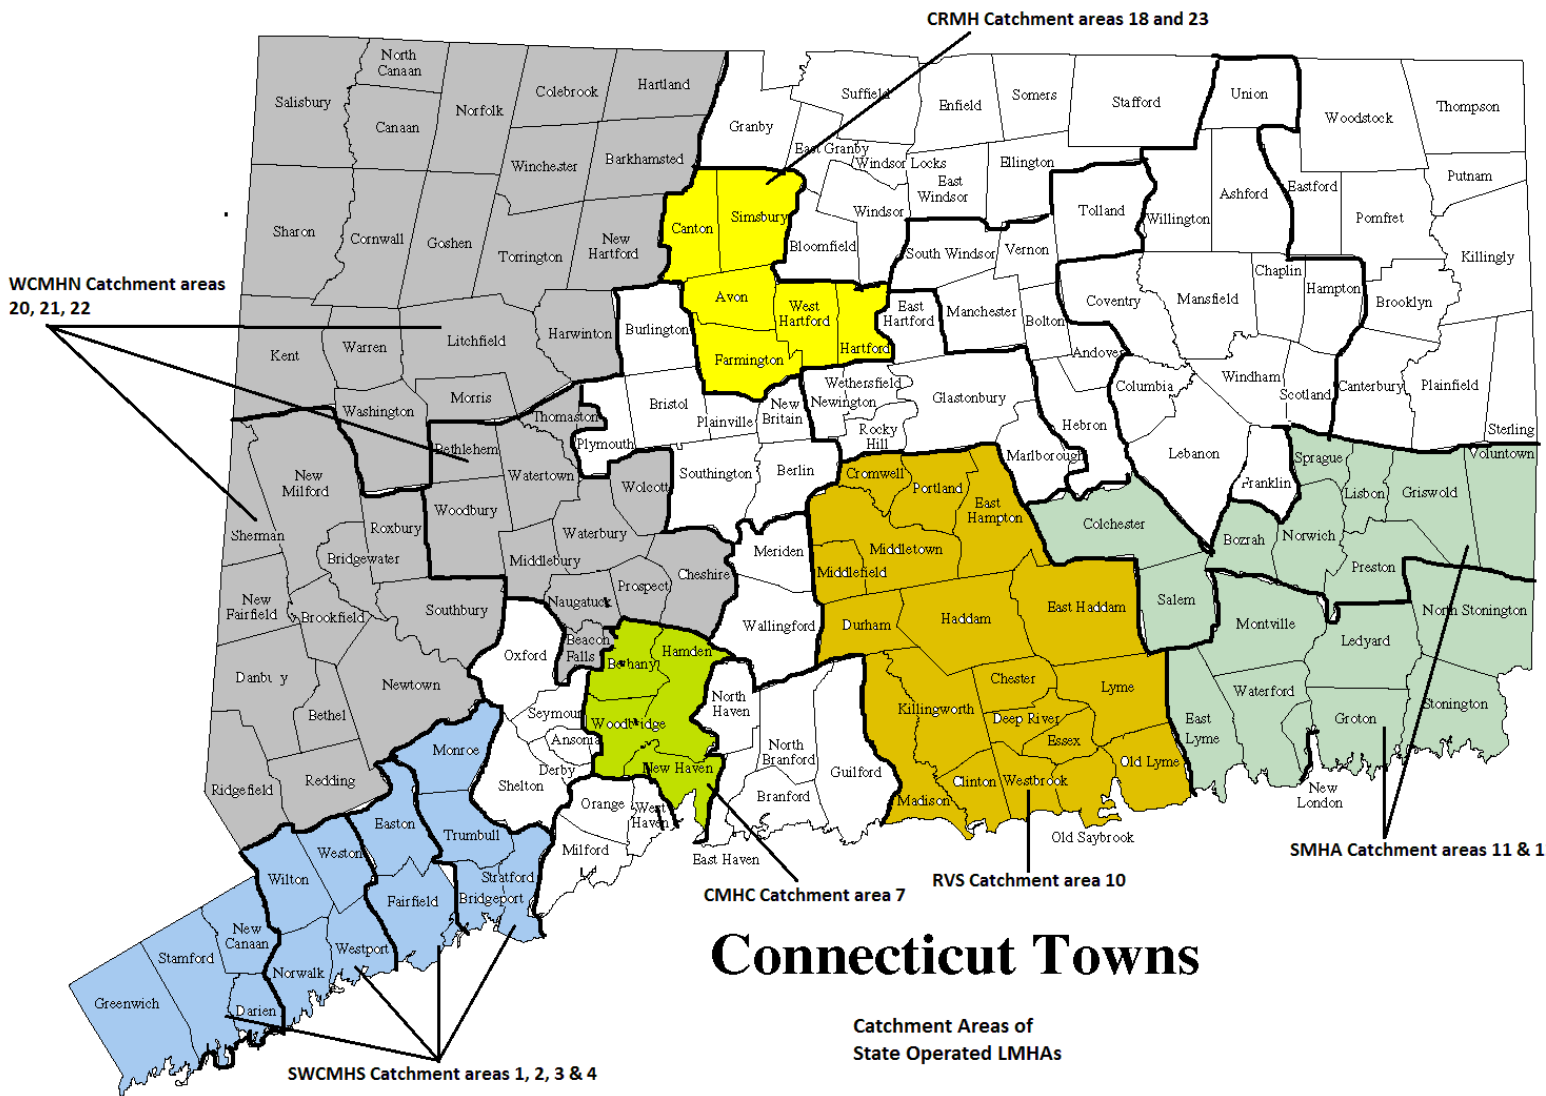 CRMH Catchment areas 18 and 23
North
Canaan
Salisbury
Canaan
Norfolk
Colebrook
Hartland
Winchester
Barkhamsted
Granby
Suffield
East Granby
Windsor Locks
Enfield
Somers
Stafford
Union
Woodstock
Thompson
Ellington
East
Windsor
Windsor
Putnam
Sharon
Cornwall
Goshen
Torrington
New
Hartford
Canton
Simsbury
Bloomfield
South Windsor
Vernon
Tolland
Willington
Ashford
Eastford
Pomfret
Killingly
WCMHN Catchment areas
20, 21, 22
Kent
Warren
Litchfield
Harwinton
Burlington
Avon
West
Hartford
Hartford
Farmington
East
Hartford
Manchester
Bolton
Coventry
Mansfield
Chaplin
Hampton
Brooklyn
Andover
Washington
Morris
Thomaston
Bristol
Plainville
New
Britain
Wethersfield
Newington
Rocky
Hill
Glastonbury
Hebron
Columbia
Windham
Scotland
Canterbury
Plainfield
Sterling
Bethlehem
Watertown
Plymouth
Wolcott
Southington
Berlin
Cromwell
Portland
East
Hampton
Marlborough
Lebanon
Franklin
Sprague
Lisbon
Griswold
Voluntown
New
Milford
Sherman
Bridgewater
Roxbury
Woodbury
Waterbury
Middlebury
Cheshire
Prospect
Naugatuck
Meriden
Middletown
Middlefield
Colchester
Bozrah
Norwich
Preston
New
Fairfield
Brookfield
Southbury
Beacon
Falls
Oxford
Bethany
Hamden
Wallingford
Durham
Haddam
East Haddam
Salem
Montville
Ledyard
North Stonington
Danbu y
Bethel
Newtown
Seymour
Ansonia
Derby
Woodbridge
North
Haven
North
Branford
Guilford
Killingworth
Chester
Deep River
Essex
Lyme
Old Lyme
East
Lyme
Waterford
Groton
Stonington
Ridgefield
Redding
Monroe
Shelton
Orange
West
Haven
New Haven
Branford
Madison
Clinton
Westbrook
Old Saybrook
New
London
Easton
Trumbull
Milford
East Haven
Wilton
Weston
Fairfield
Stratford
Bridgeport
CMHC Catchment area 7
RVS Catchment area 10
SMHA Catchment areas 11 & 1
New
Canaan
Stamford
Greenwich
Darien
Norwalk
Westport
Connecticut Towns
Catchment Areas of
State Operated LMHAs
SWCMHS Catchment areas 1, 2, 3 & 4